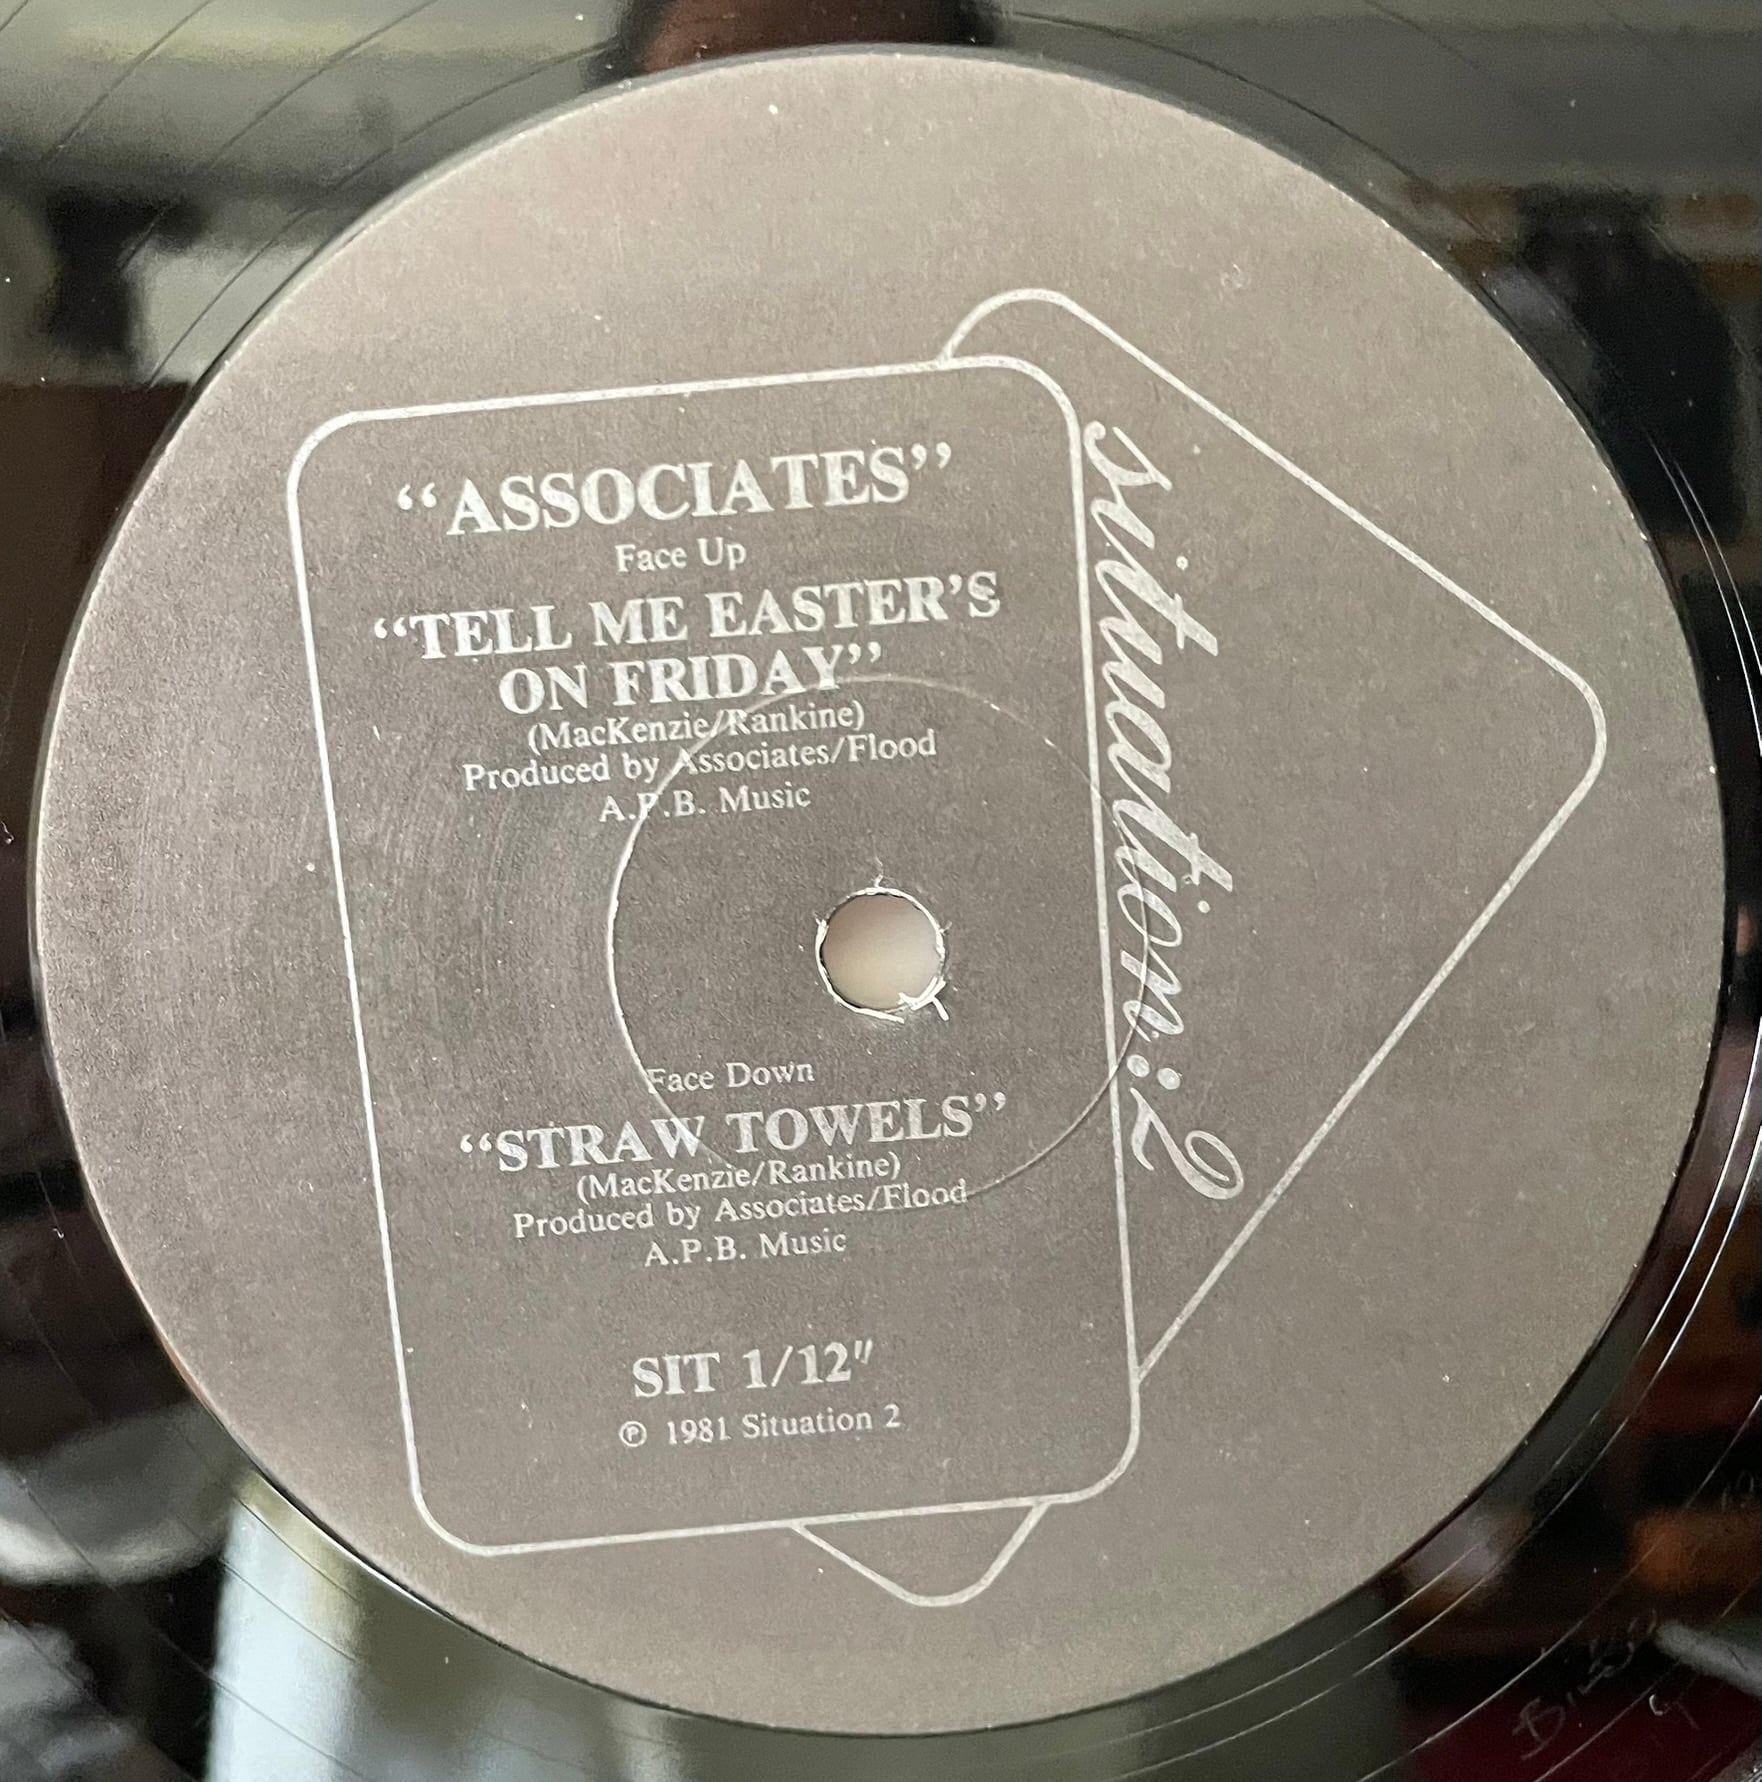 “ASSOCIATES”
Face Up
“TELL ME EASTER’S
ON FRIDAY”
(MacKenzie/Rankine)
Produced by Associates/Flood
A.P.B. Music
Face Down
“STRAW TOWELS”
(MacKenzie/Rankine)
Produced by Associates/Flood
A.P.B. Music
SIT 1/12″
℗ 1981 Situation 2
situation:2